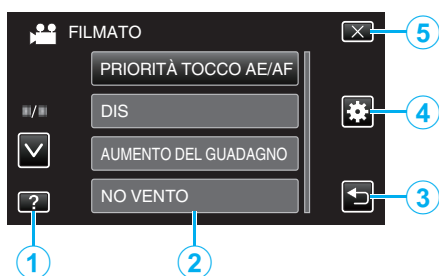 FILMATO
5
PRIORITÀ TOCCO AE/AF
DIS
4
AUMENTO DEL GUADAGNO
?
NO VENTO
3
1
2